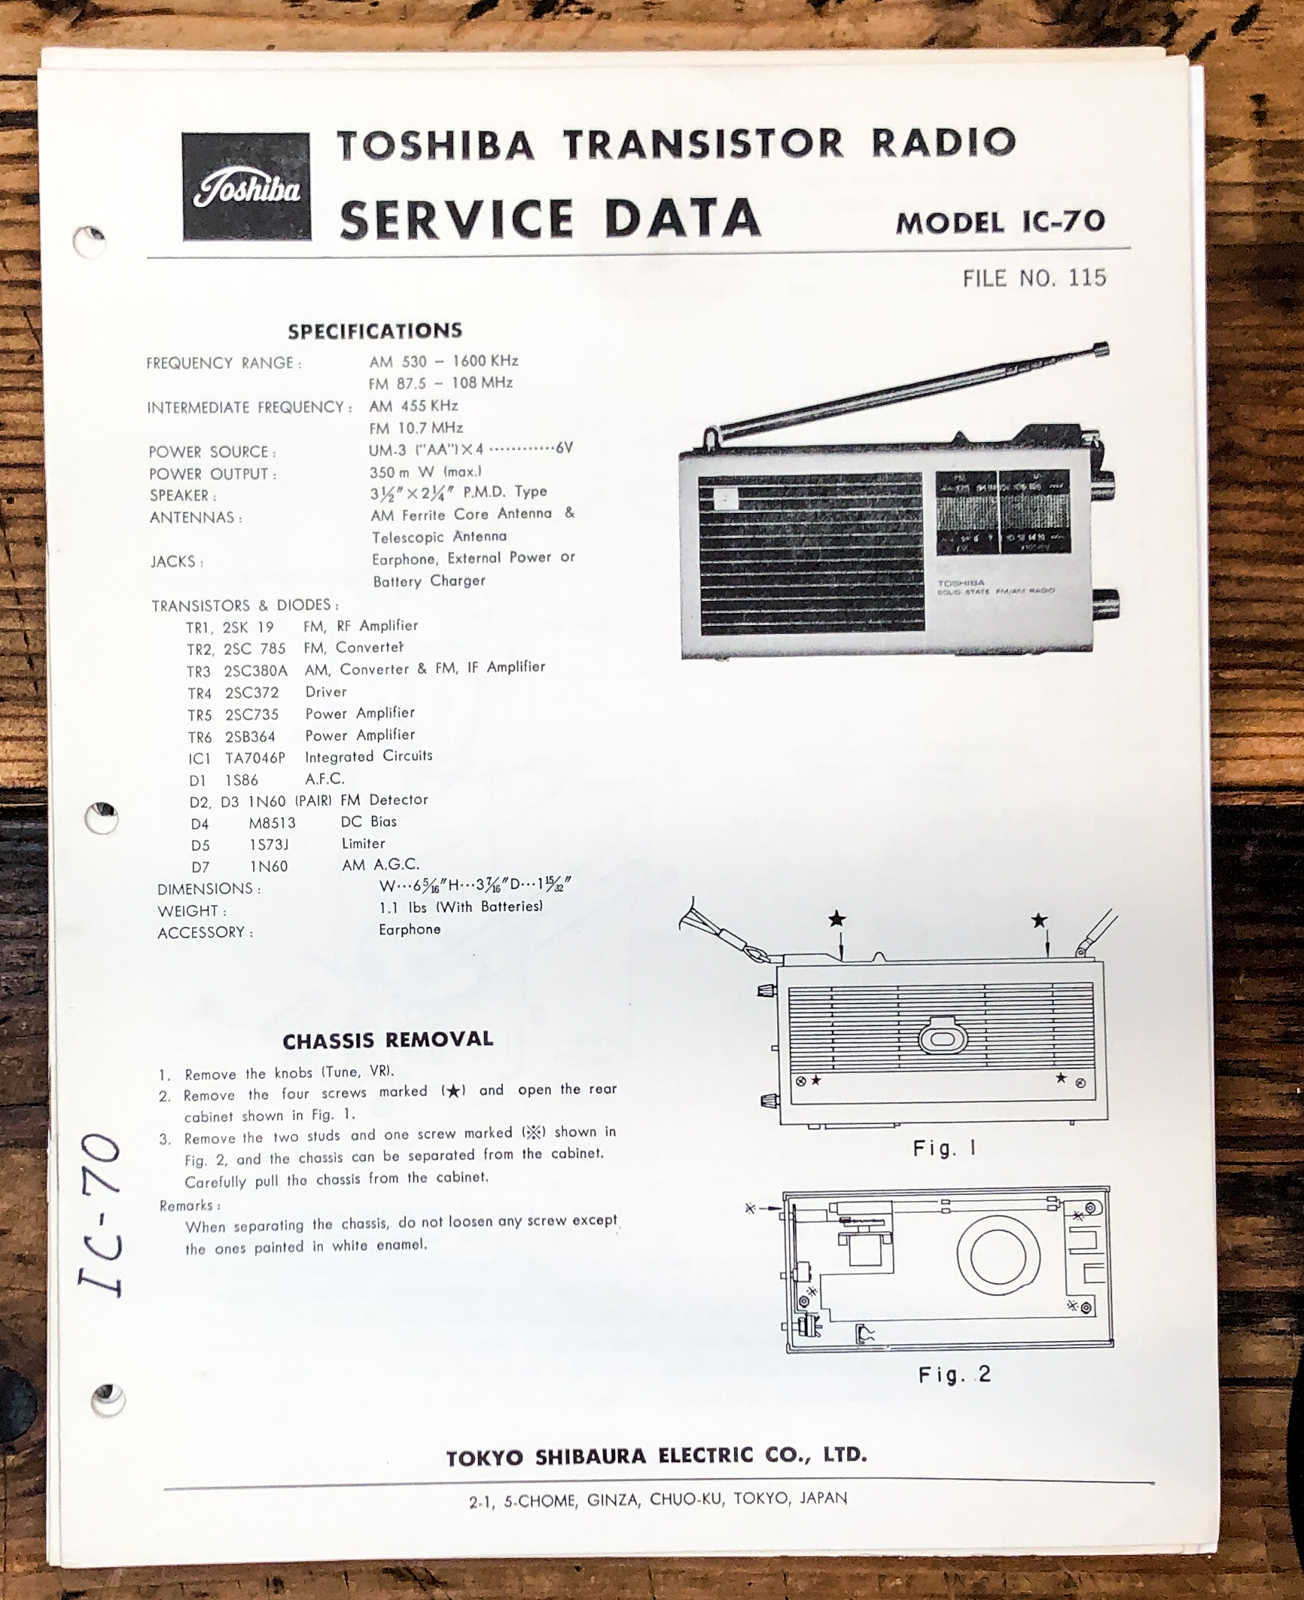 Toshiba
TOSHIBA TRANSISTOR RADIO
SERVICE DATA
MODEL IC-70
FILE NO. 115
SPECIFICATIONS
FREQUENCY RANGE : AM 530 – 1600 KHz
FM 87.5 – 108 MHz
INTERMEDIATE FREQUENCY : AM 455 KHz
FM 10.7 MHz
POWER SOURCE : UM-3 ("AA") X 4 ············6V
POWER OUTPUT : 350 m W (max.)
SPEAKER : 3½" X 2¼" P.M.D. Type
ANTENNAS : AM Ferrite Core Antenna &
Telescopic Antenna
JACKS : Earphone, External Power or
Battery Charger
TRANSISTORS & DIODES :
TR1, 2SK 19 FM, RF Amplifier
TR2, 2SC 785 FM, Converter
TR3 2SC380A AM, Converter & FM, IF Amplifier
TR4 2SC372 Driver
TR5 2SC735 Power Amplifier
TR6 2SB364 Power Amplifier
IC1 TA7046P Integrated Circuits
D1 1S86 A.F.C.
D2, D3 1N60 (PAIR) FM Detector
D4 M8513 DC Bias
D5 1S73J Limiter
D7 1N60 AM A.G.C.
DIMENSIONS : W···6 5/16" H···3 7/16" D···1 15/32"
WEIGHT : 1.1 lbs (With Batteries)
ACCESSORY : Earphone
TOSHIBA
SOLID STATE FM/AM RADIO
CHASSIS REMOVAL
1. Remove the knobs (Tune, VR).
2. Remove the four screws marked (★) and open the rear
cabinet shown in Fig. 1.
3. Remove the two studs and one screw marked (※) shown in
Fig. 2, and the chassis can be separated from the cabinet.
Carefully pull the chassis from the cabinet.
Remarks :
When separating the chassis, do not loosen any screw except
the ones painted in white enamel.
IC-70
Fig. 1
Fig. 2
TOKYO SHIBAURA ELECTRIC CO., LTD.
2-1, 5-CHOME, GINZA, CHUO-KU, TOKYO, JAPAN